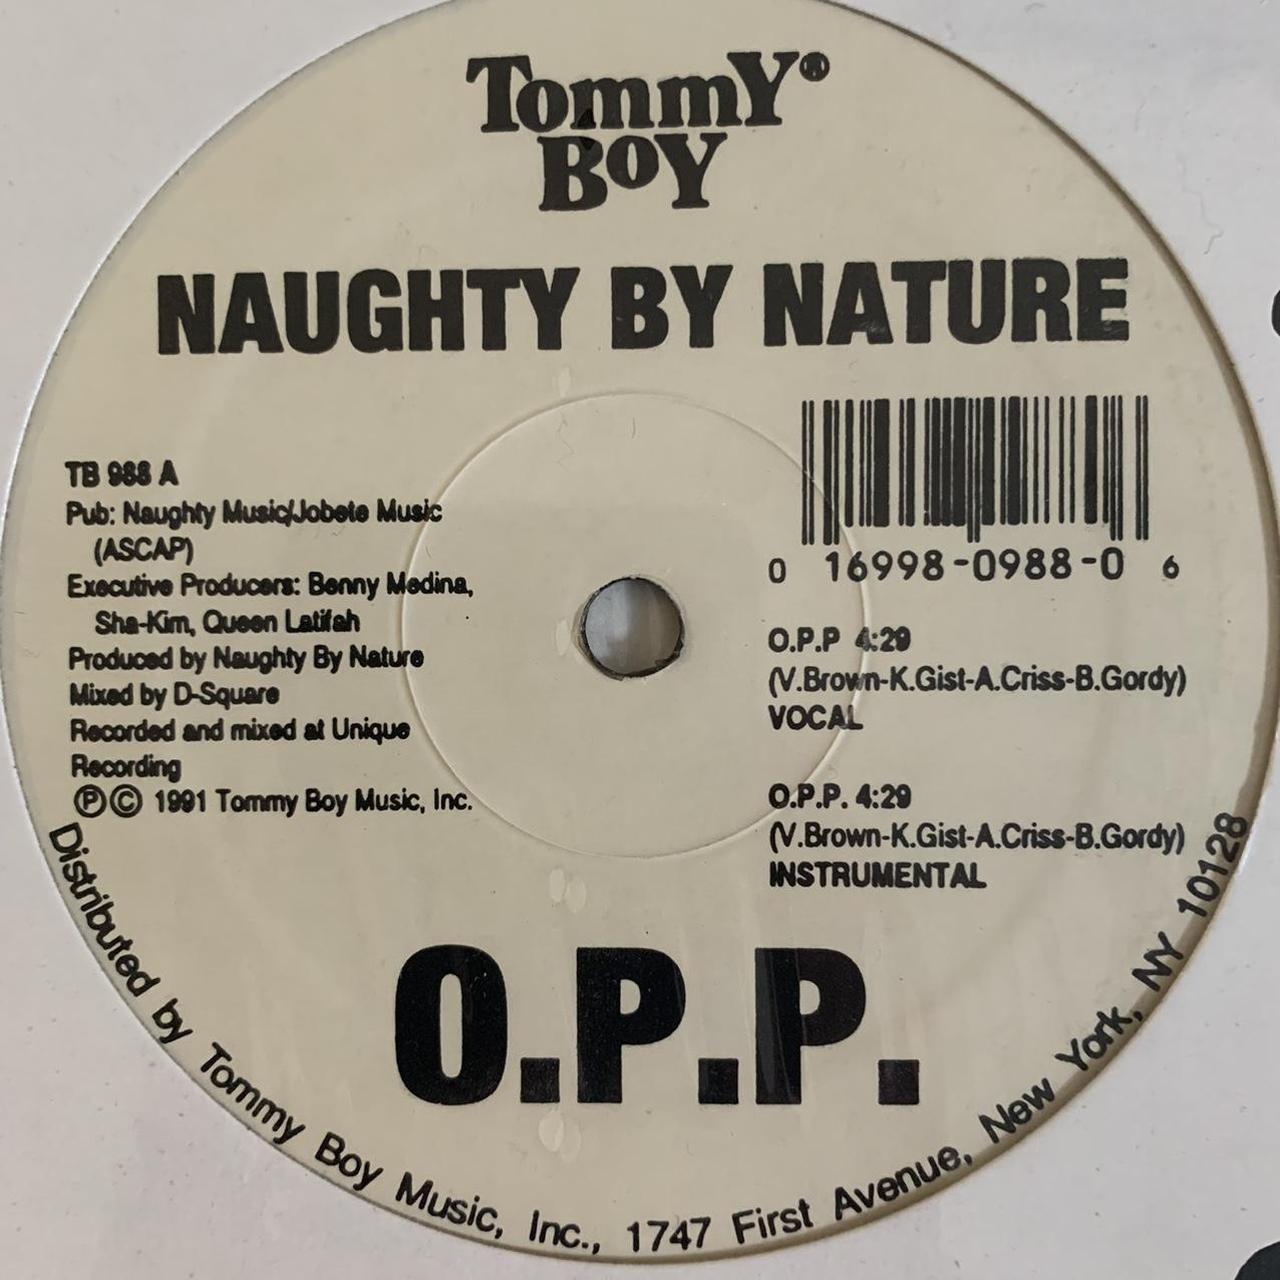 Tommy®
Boy
NAUGHTY BY NATURE
TB 988 A
Pub: Naughty Music/Jobete Music
(ASCAP)
Executive Producers: Benny Medina,
Sha-Kim, Queen Latifah
Produced by Naughty By Nature
Mixed by D-Square
Recorded and mixed at Unique
Recording
Ⓟ© 1991 Tommy Boy Music, Inc.
0 16998-0988-0 6
O.P.P 4:29
(V.Brown-K.Gist-A.Criss-B.Gordy)
VOCAL
O.P.P. 4:29
(V.Brown-K.Gist-A.Criss-B.Gordy)
INSTRUMENTAL
O.P.P.
Distributed by Tommy Boy Music, Inc., 1747 First Avenue, New York, NY 10128